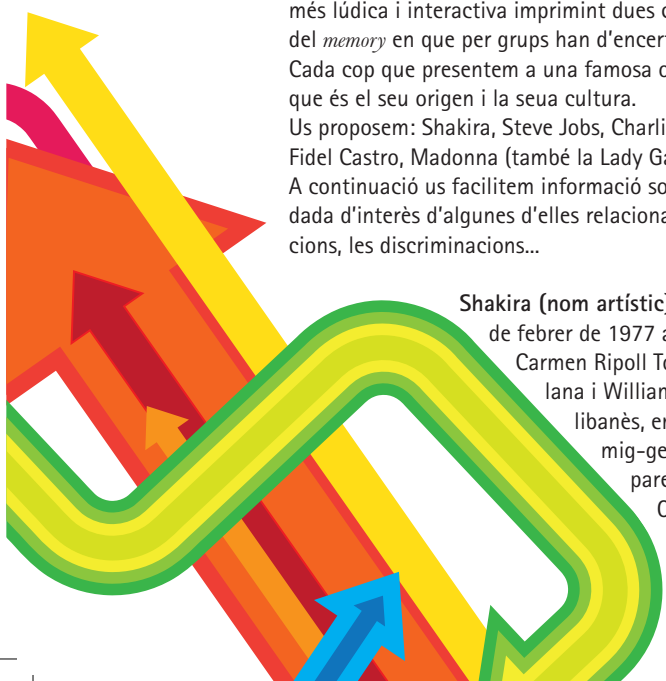 més lúdica i interactiva imprimint dues c
del memory en que per grups han d'encert
Cada cop que presentem a una famosa o
que és el seu origen i la seua cultura.
Us proposem: Shakira, Steve Jobs, Charli
Fidel Castro, Madonna (també la Lady Ga
A continuació us facilitem informació so
dada d'interès d'algunes d'elles relaciona
cions, les discriminacions...
Shakira (nom artístic)
de febrer de 1977 a
Carmen Ripoll To
lana i William
libanès, en
mig-ge
pare
C